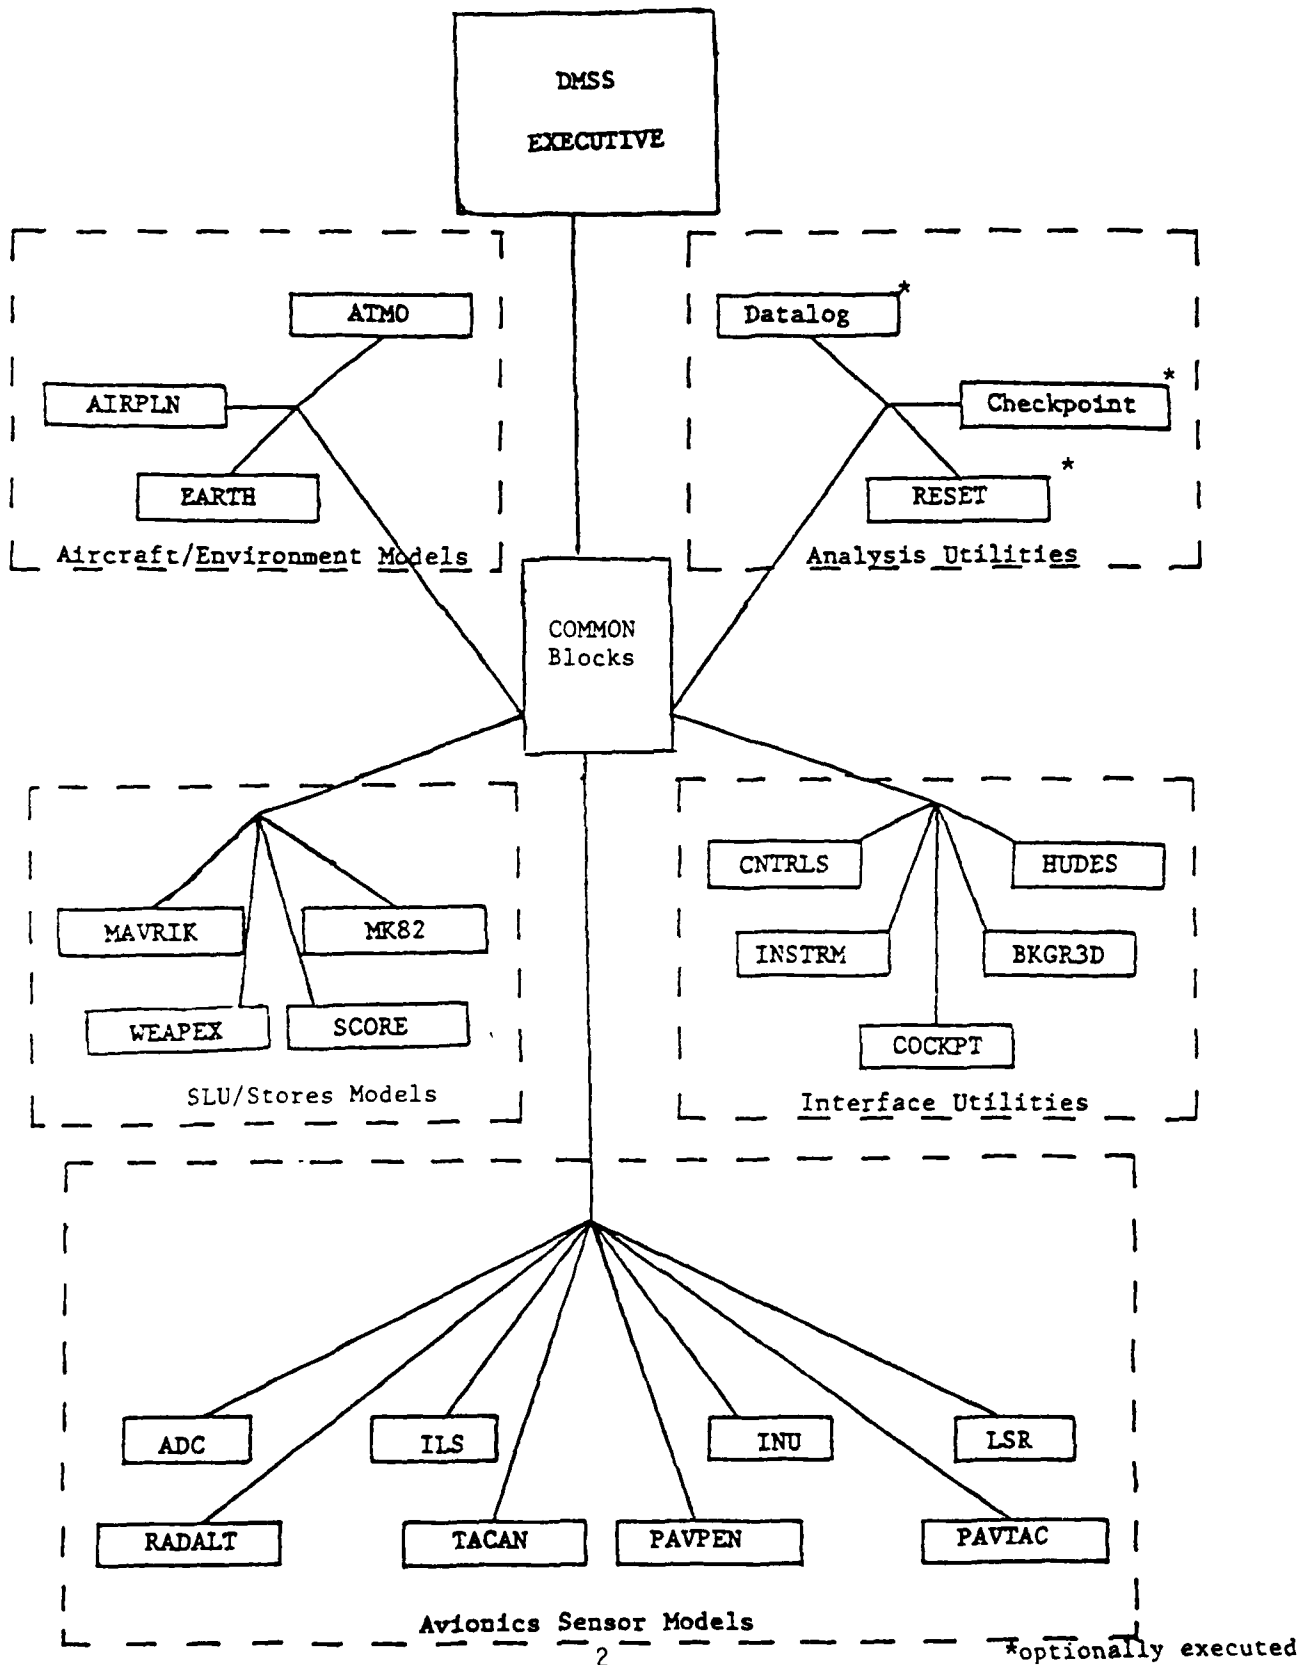 DMSS
EXECUTIVE
ATMO
AIRPLN
EARTH
Aircraft/Environment Models
Datalog *
Checkpoint *
RESET *
Analysis Utilities
COMMON
Blocks
MAVRIK
MK82
WEAPEX
SCORE
SLU/Stores Models
CNTRLS
HUDES
INSTRM
BKGR3D
COCKPT
Interface Utilities
ADC
ILS
INU
LSR
RADALT
TACAN
PAVPEN
PAVTAC
Avionics Sensor Models
2
*optionally executed